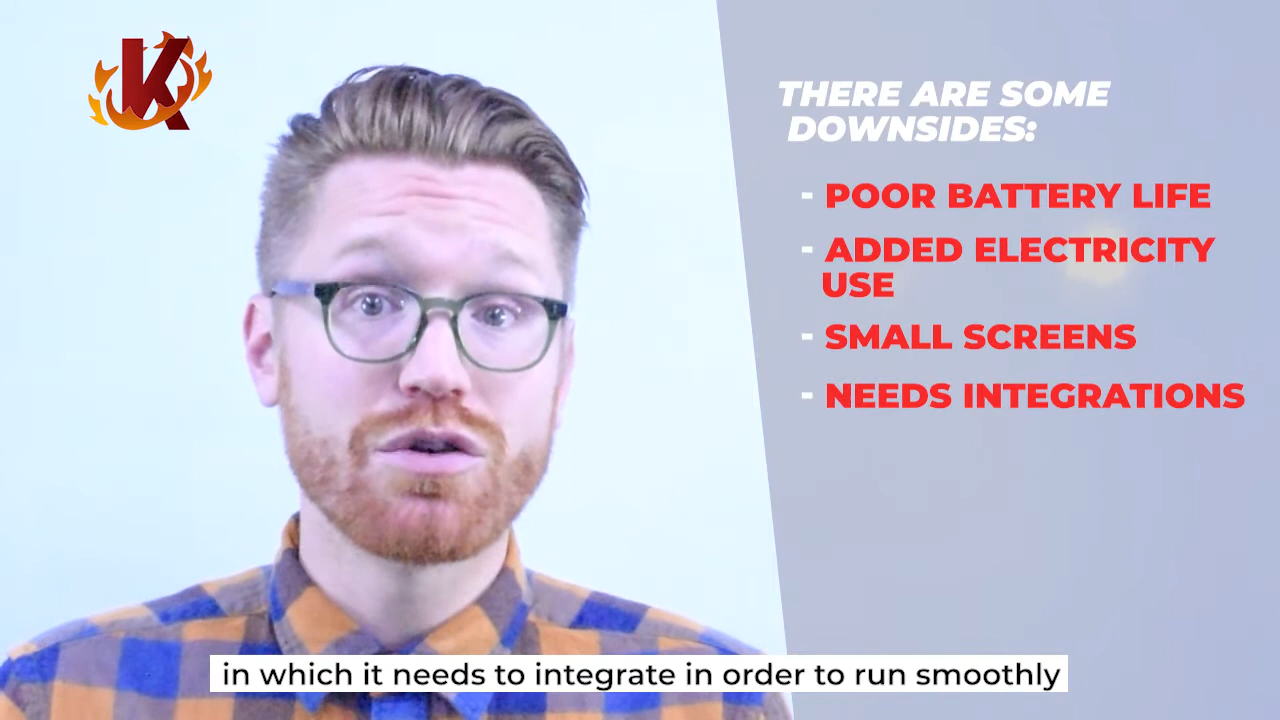 K
THERE ARE SOME
DOWNSIDES:
- POOR BATTERY LIFE
- ADDED ELECTRICITY
USE
- SMALL SCREENS
- NEEDS INTEGRATIONS
in which it needs to integrate in order to run smoothly